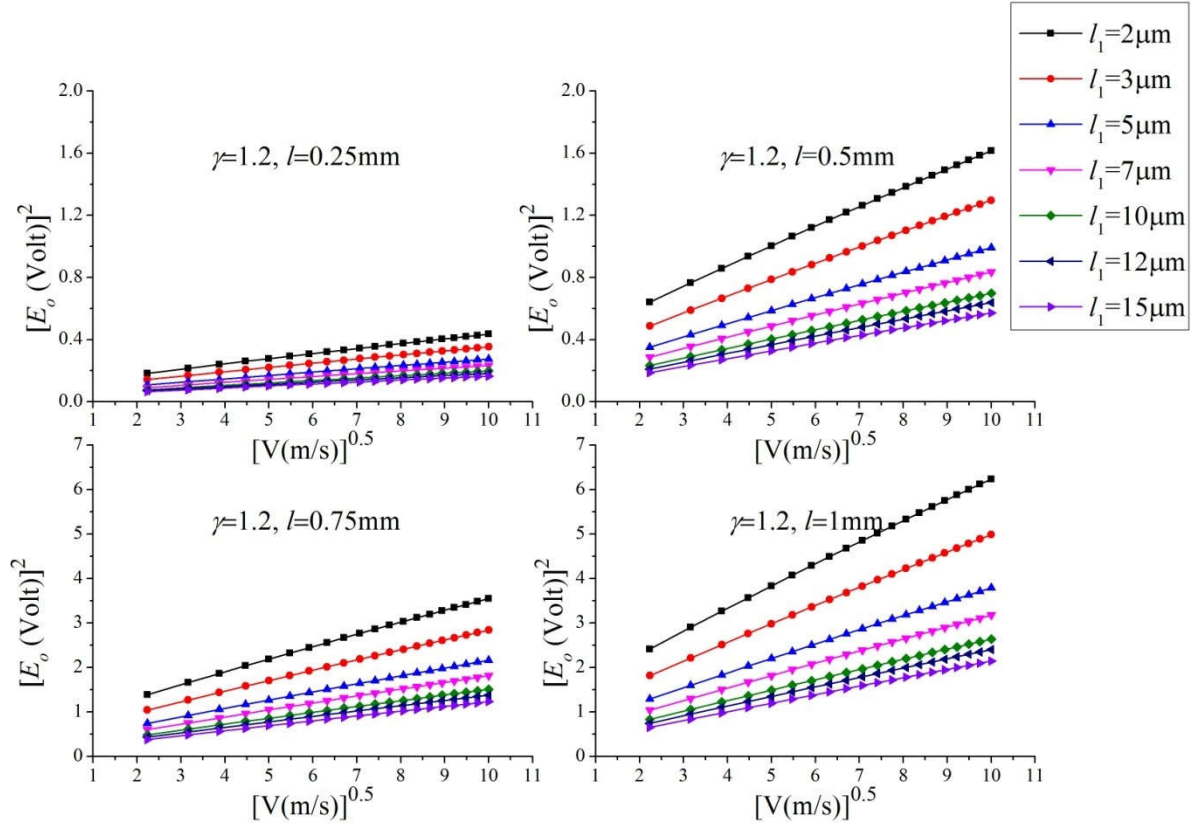 l₁=2μm
l₁=3μm
l₁=5μm
l₁=7μm
l₁=10μm
l₁=12μm
l₁=15μm
[Eₒ (Volt)]²
2.0
1.6
1.2
0.8
0.4
0.0
γ=1.2, l=0.25mm
1 2 3 4 5 6 7 8 9 10 11
[V(m/s)]⁰·⁵
[Eₒ (Volt)]²
2.0
1.6
1.2
0.8
0.4
0.0
γ=1.2, l=0.5mm
1 2 3 4 5 6 7 8 9 10 11
[V(m/s)]⁰·⁵
[Eₒ (Volt)]²
7
6
5
4
3
2
1
0
γ=1.2, l=0.75mm
1 2 3 4 5 6 7 8 9 10 11
[V(m/s)]⁰·⁵
[Eₒ (Volt)]²
7
6
5
4
3
2
1
0
γ=1.2, l=1mm
1 2 3 4 5 6 7 8 9 10 11
[V(m/s)]⁰·⁵